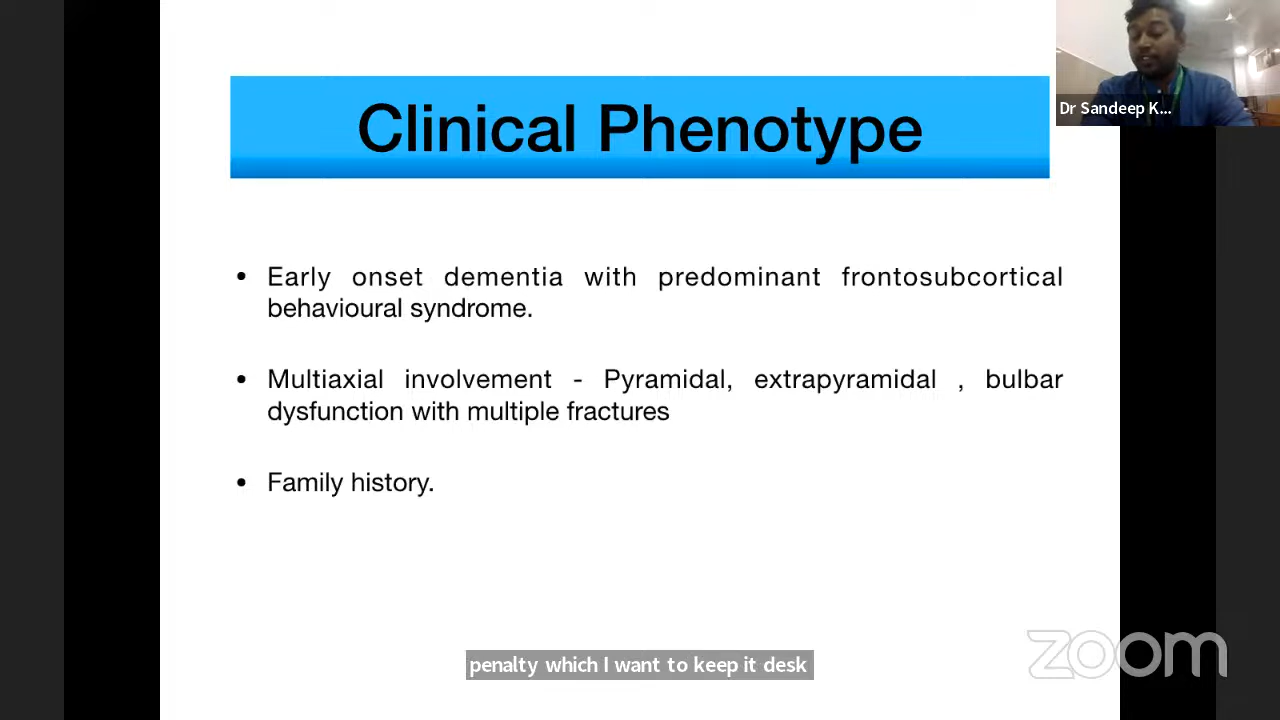 Dr Sandeep K...
Clinical Phenotype
• Early onset dementia with predominant frontosubcortical
behavioural syndrome.
• Multiaxial involvement - Pyramidal, extrapyramidal , bulbar
dysfunction with multiple fractures
• Family history.
penalty which I want to keep it desk
zoom